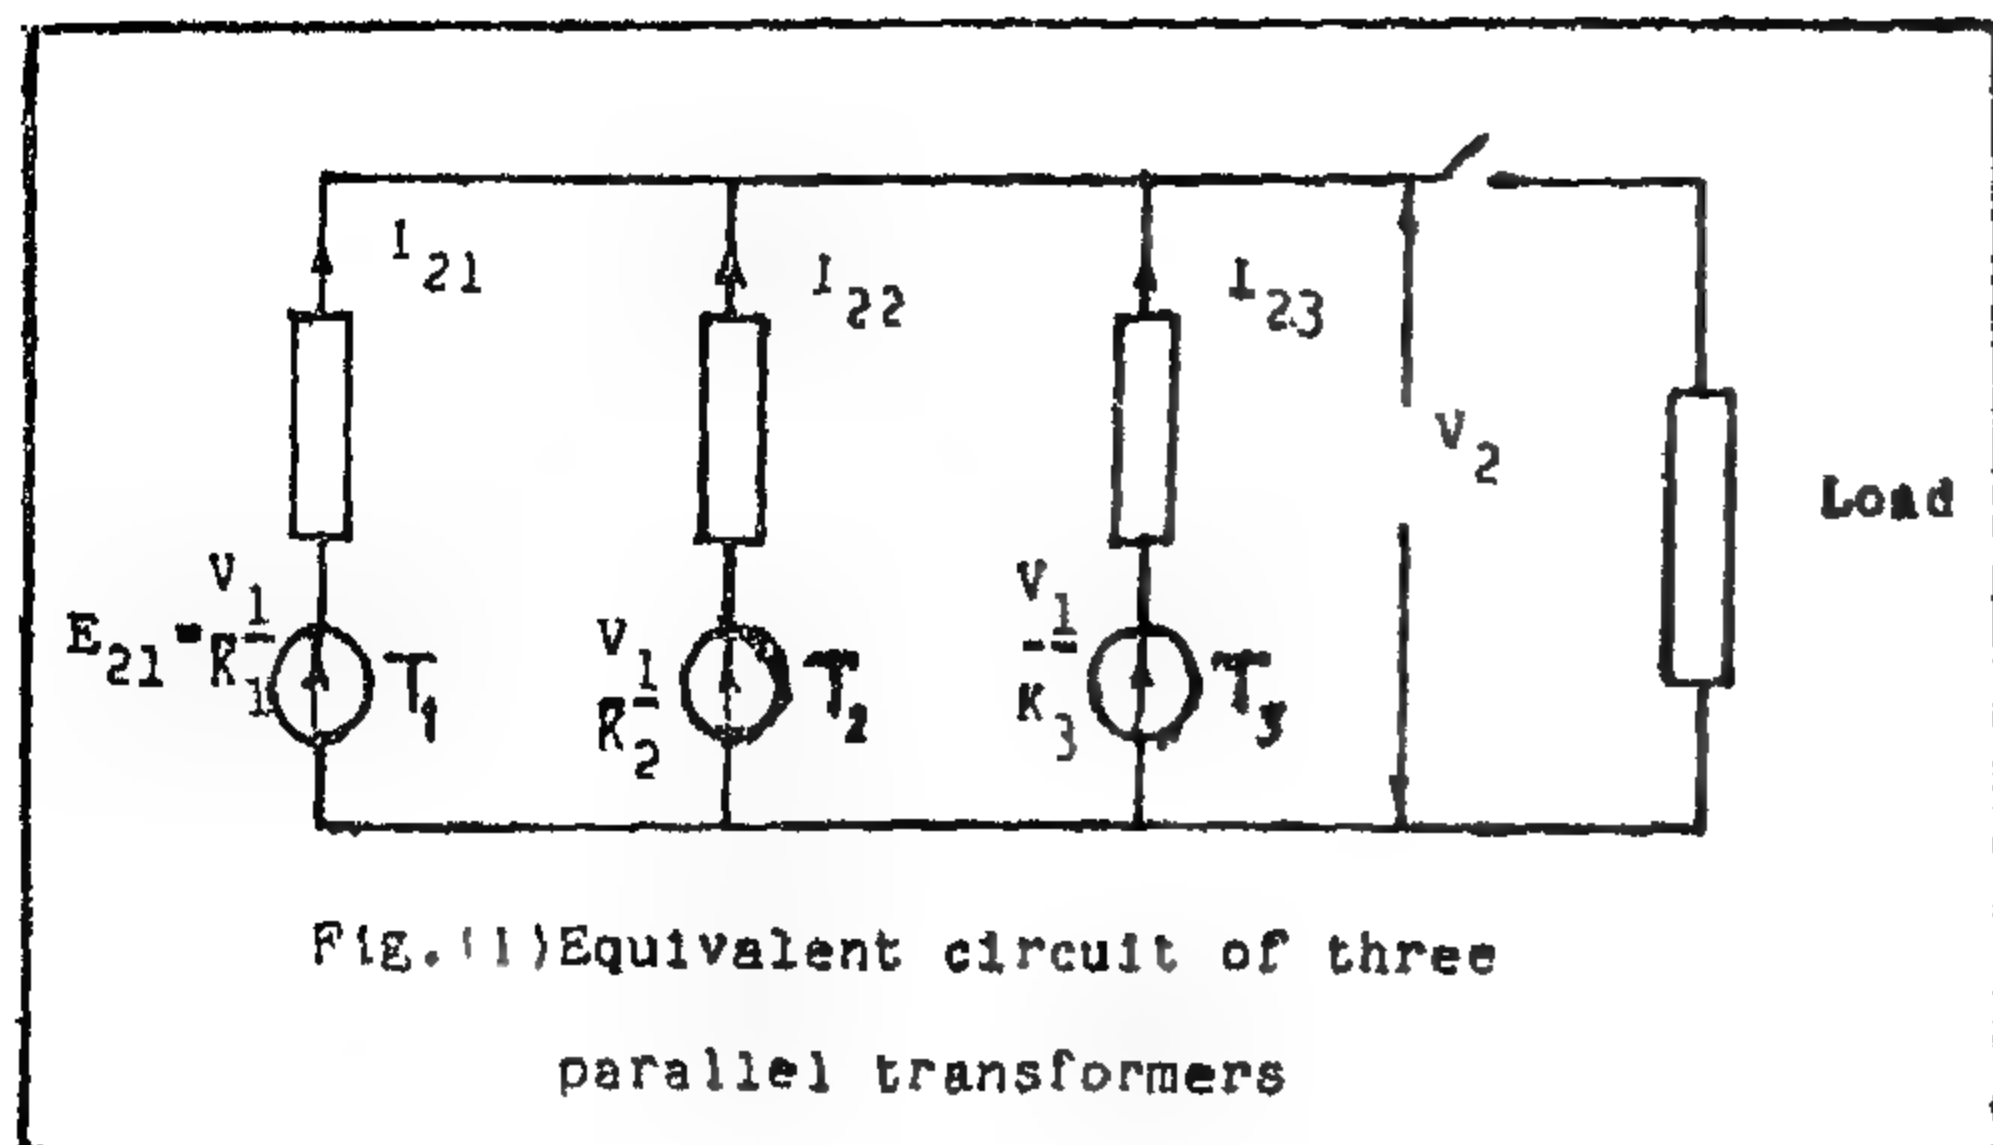 I21
I22
I23
V2
Load
E21=V1/K1
T1
V1/K2
T2
V1/K3
T3
Fig.(1)Equivalent circuit of three
parallel transformers